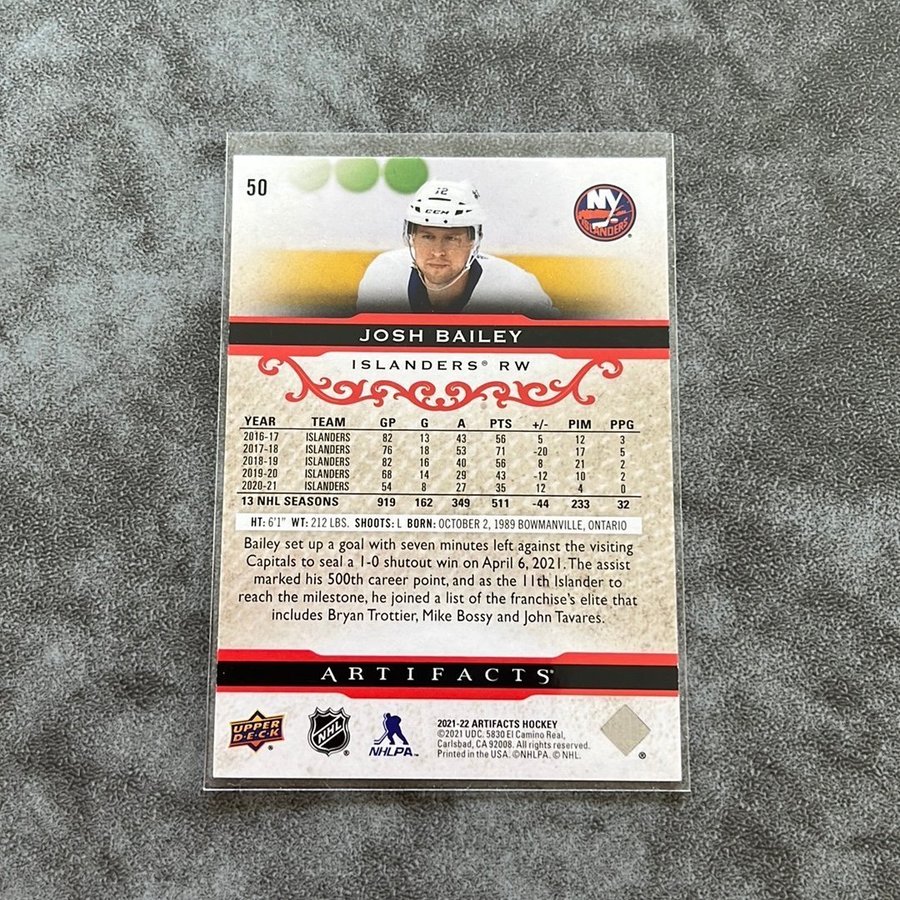 50
12
CCM
NY
ISLANDERS
JOSH BAILEY
ISLANDERS® RW
YEAR TEAM GP G A PTS +/- PIM PPG
2016-17 ISLANDERS 82 13 43 56 5 12 3
2017-18 ISLANDERS 76 18 53 71 -20 17 5
2018-19 ISLANDERS 82 16 40 56 8 21 2
2019-20 ISLANDERS 68 14 29 43 -12 10 2
2020-21 ISLANDERS 54 8 27 35 12 4 0
13 NHL SEASONS 919 162 349 511 -44 233 32
HT: 6'1" WT: 212 LBS. SHOOTS: L BORN: OCTOBER 2, 1989 BOWMANVILLE, ONTARIO
Bailey set up a goal with seven minutes left against the visiting
Capitals to seal a 1-0 shutout win on April 6, 2021. The assist
marked his 500th career point, and as the 11th Islander to
reach the milestone, he joined a list of the franchise's elite that
includes Bryan Trottier, Mike Bossy and John Tavares.
ARTIFACTS®
UPPER
D·E·C·K
®
NHL
®
NHLPA
2021-22 ARTIFACTS HOCKEY
©2021 UDC. 5830 El Camino Real,
Carlsbad, CA 92008. All rights reserved.
Printed in the USA. ©NHLPA. © NHL.
®